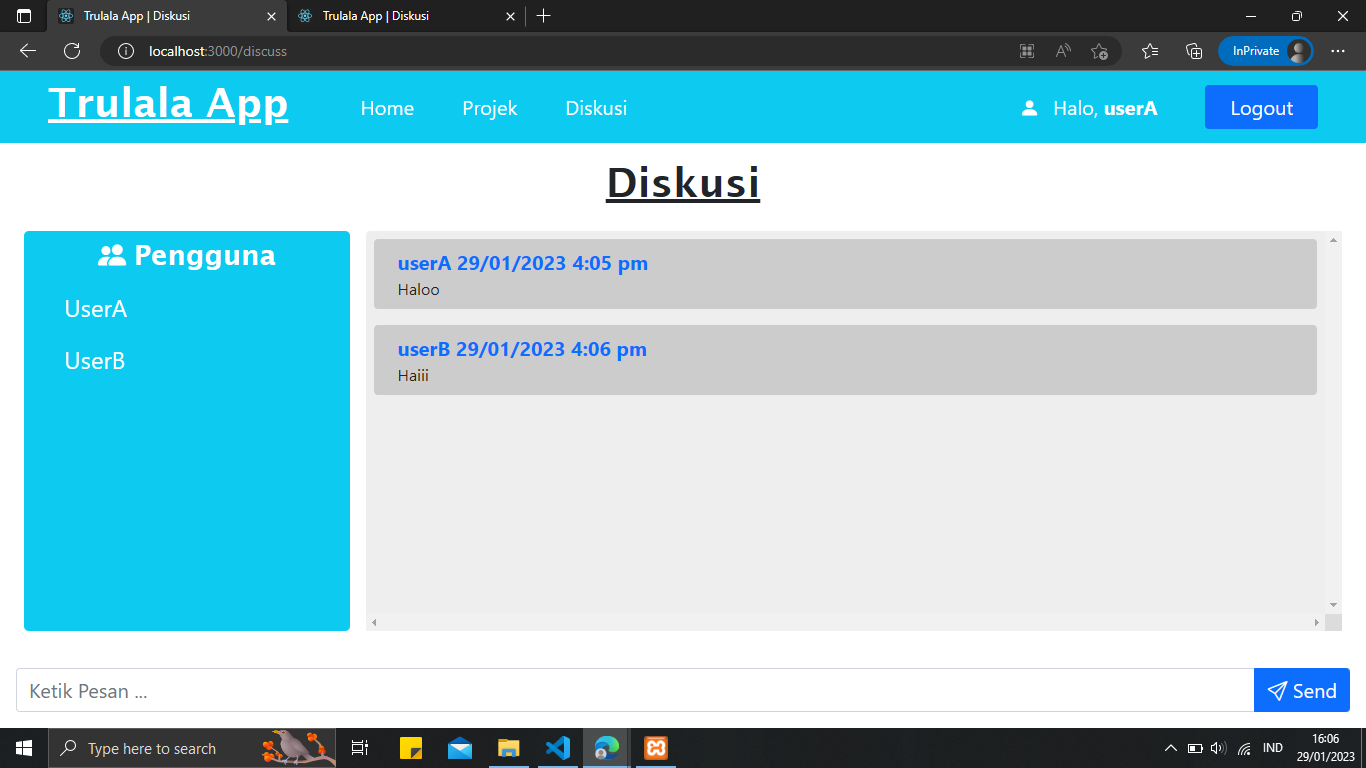 Trulala App | Diskusi
Trulala App | Diskusi
localhost:3000/discuss
InPrivate
Trulala App
Home
Projek
Diskusi
Halo, userA
Logout
Diskusi
Pengguna
UserA
UserB
userA 29/01/2023 4:05 pm
Haloo
userB 29/01/2023 4:06 pm
Haiii
Ketik Pesan ...
Send
Type here to search
IND
16:06
29/01/2023